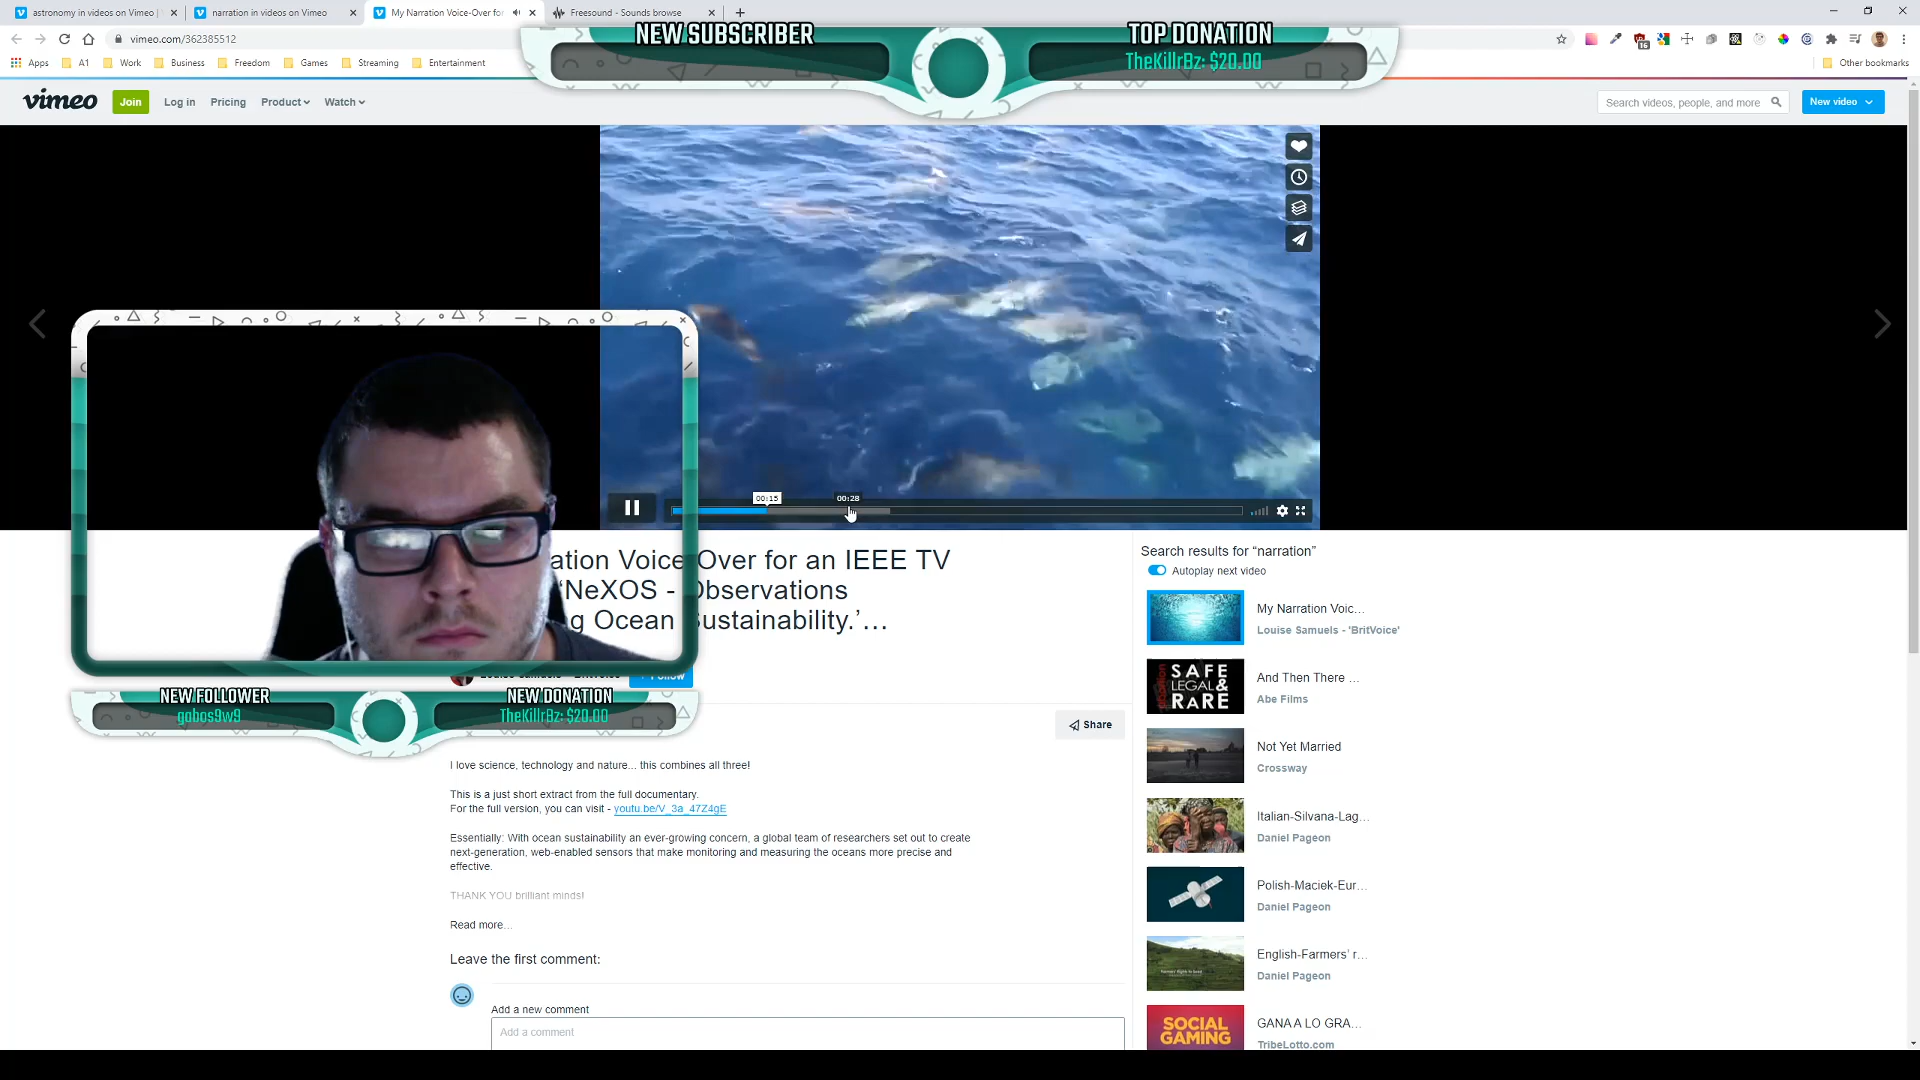 astronomy in videos on Vimeo |
narration in videos on Vimeo
My Narration Voice-Over for
Freesound - Sounds browse
vimeo.com/362385512
16
Apps
A1
Work
Business
Freedom
Games
Streaming
Entertainment
Other bookmarks
NEW SUBSCRIBER
TOP DONATION
TheKillrBz: $20.00
vimeo
Join
Log in
Pricing
Product
Watch
Search videos, people, and more
New video
00:15
00:28
ation Voice-Over for an IEEE TV
‘NeXOS - Observations
g Ocean Sustainability.’...
Follow
NEW FOLLOWER
gabos9w9
NEW DONATION
TheKillrBz: $20.00
Share
I love science, technology and nature... this combines all three!
This is a just short extract from the full documentary.
For the full version, you can visit - youtu.be/V_3a_47Z4gE
Essentially: With ocean sustainability an ever-growing concern, a global team of researchers set out to create
next-generation, web-enabled sensors that make monitoring and measuring the oceans more precise and
effective.
THANK YOU brilliant minds!
Read more...
Leave the first comment:
Add a new comment
Add a comment
Search results for “narration”
Autoplay next video
My Narration Voic...
Louise Samuels - 'BritVoice'
SAFE
LEGAL &
RARE
And Then There ...
Abe Films
Not Yet Married
Crossway
Italian-Silvana-Lag...
Daniel Pageon
Polish-Maciek-Eur...
Daniel Pageon
English-Farmers’ r...
Daniel Pageon
SOCIAL
GAMING
GANA A LO GRA...
TribeLotto.com